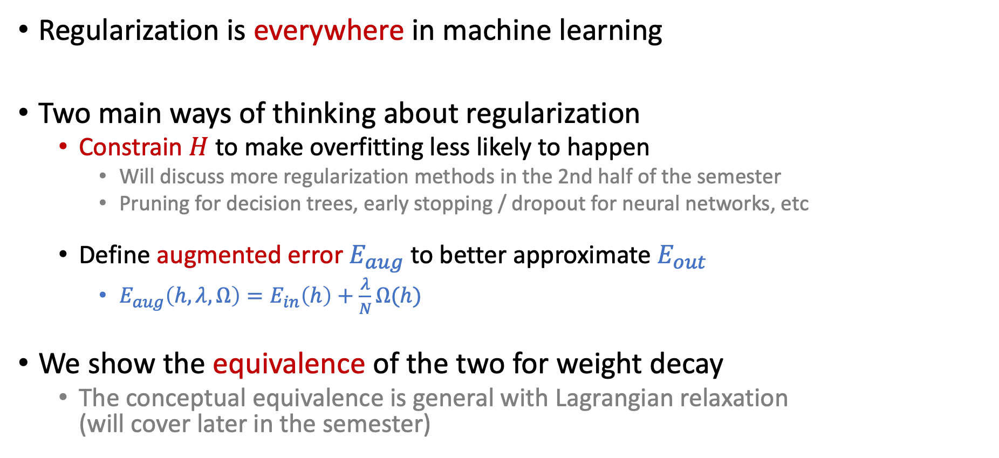 • Regularization is everywhere in machine learning
• Two main ways of thinking about regularization
• Constrain H to make overfitting less likely to happen
• Will discuss more regularization methods in the 2nd half of the semester
• Pruning for decision trees, early stopping / dropout for neural networks, etc
• Define augmented error E_{aug} to better approximate E_{out}
• E_{aug}(h, λ, Ω) = E_{in}(h) + \frac{λ}{N} Ω(h)
• We show the equivalence of the two for weight decay
• The conceptual equivalence is general with Lagrangian relaxation
(will cover later in the semester)